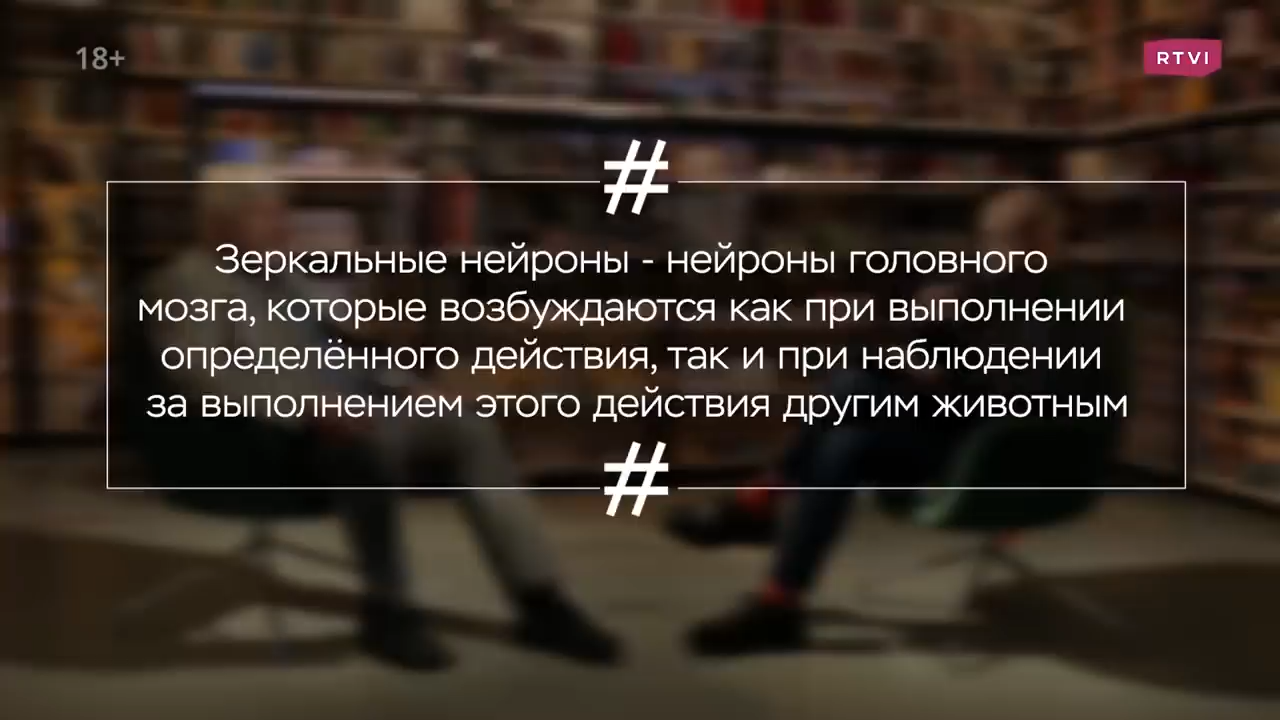 18+
RTVI
#
Зеркальные нейроны - нейроны головного
мозга, которые возбуждаются как при выполнении
определённого действия, так и при наблюдении
за выполнением этого действия другим животным
#